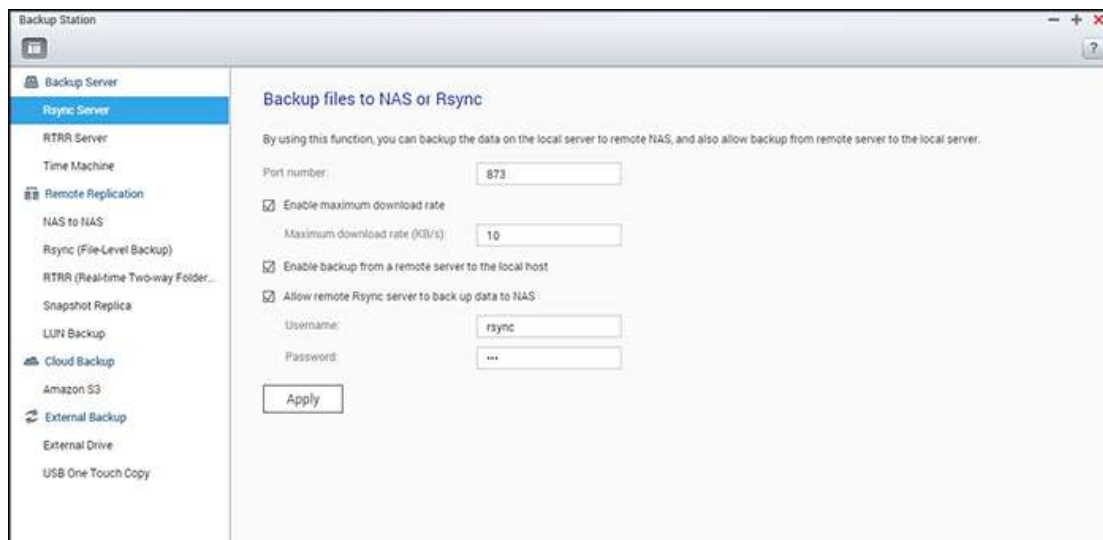 Backup Station
?
Backup Server
Rsync Server
RTRR Server
Time Machine
Remote Replication
NAS to NAS
Rsync (File-Level Backup)
RTRR (Real-time Two-way Folder...
Snapshot Replica
LUN Backup
Cloud Backup
Amazon S3
External Backup
External Drive
USB One Touch Copy
Backup files to NAS or Rsync
By using this function, you can backup the data on the local server to remote NAS, and also allow backup from remote server to the local server.
Port number: 873
Enable maximum download rate
Maximum download rate (KB/s): 10
Enable backup from a remote server to the local host
Allow remote Rsync server to back up data to NAS
Username: rsync
Password: •••
Apply